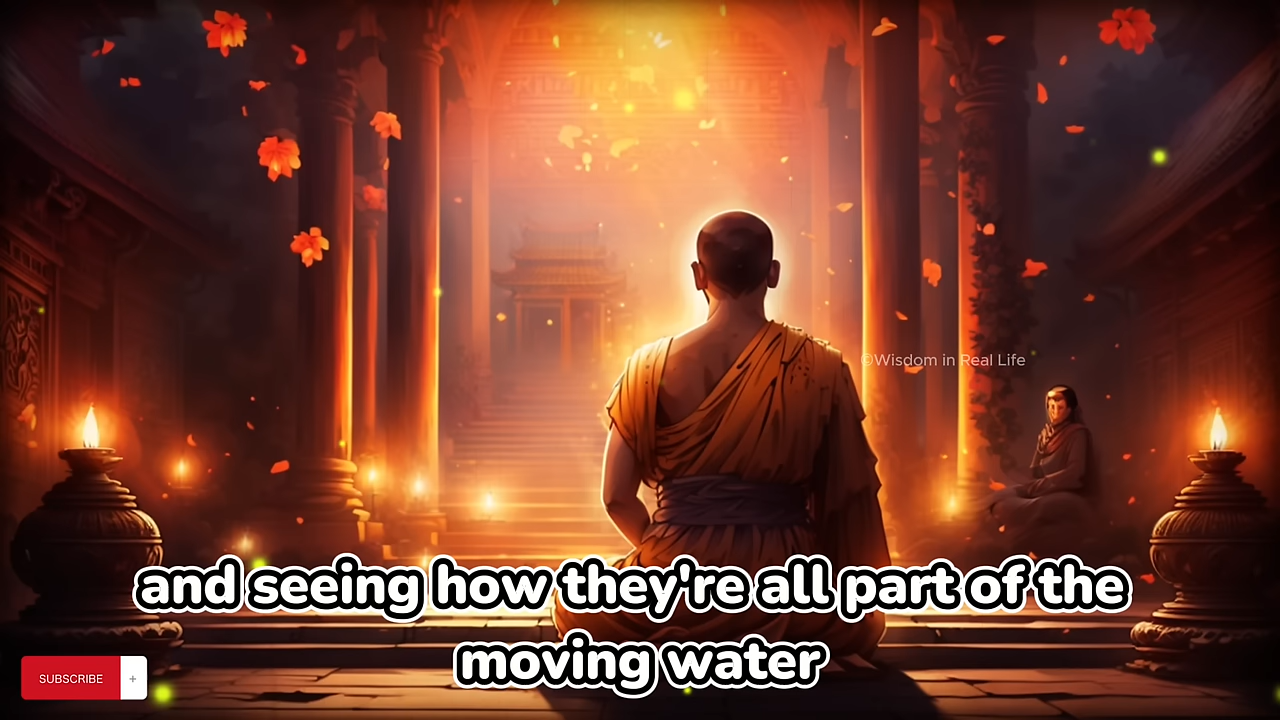 ©Wisdom in Real Life
and seeing how they're all part of the
moving water
SUBSCRIBE +